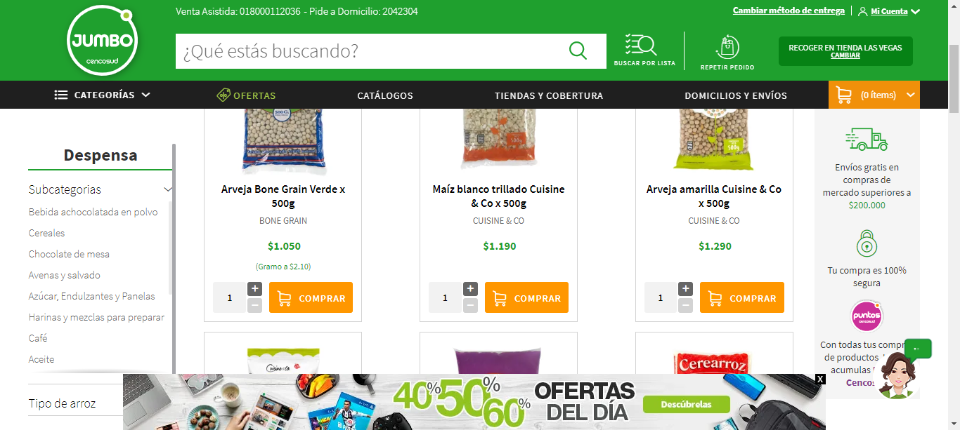 Venta Asistida: 018000112036 - Pide a Domicilio: 2042304
Cambiar método de entrega
Mi Cuenta
JUMBO
cencosud
¿Qué estás buscando?
BUSCAR POR LISTA
REPETIR PEDIDO
RECOGER EN TIENDA LAS VEGAS
CAMBIAR
CATEGORÍAS
OFERTAS
CATÁLOGOS
TIENDAS Y COBERTURA
DOMICILIOS Y ENVÍOS
(0 ítems)
Despensa
Subcategorias
Bebida achocolatada en polvo
Cereales
Chocolate de mesa
Avenas y salvado
Azúcar, Endulzantes y Panelas
Harinas y mezclas para preparar
Café
Aceite
Tipo de arroz
Arveja Bone Grain Verde x
500g
BONE GRAIN
$1.050
(Gramo a $2.10)
1
+
COMPRAR
Maíz blanco trillado Cuisine
& Co x 500g
CUISINE & CO
$1.190
1
+
COMPRAR
Arveja amarilla Cuisine & Co
x 500g
CUISINE & CO
$1.290
1
+
COMPRAR
Cerearroz
Envíos gratis en
compras de
mercado superiores a
$200.000
Tu compra es 100%
segura
puntos
cencosud
Con todas tus compr
de productos
acumulas
Cenco
40% 50% 60%
OFERTAS
DEL DÍA
Descúbrelas
X